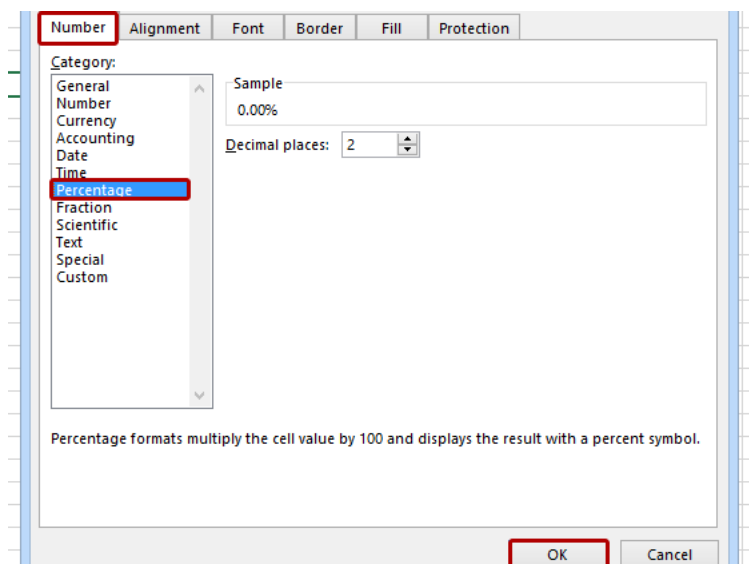 Number Alignment Font Border Fill Protection
Category:
General
Number
Currency
Accounting
Date
Time
Percentage
Fraction
Scientific
Text
Special
Custom
Sample
0.00%
Decimal places: 2
Percentage formats multiply the cell value by 100 and displays the result with a percent symbol.
OK Cancel